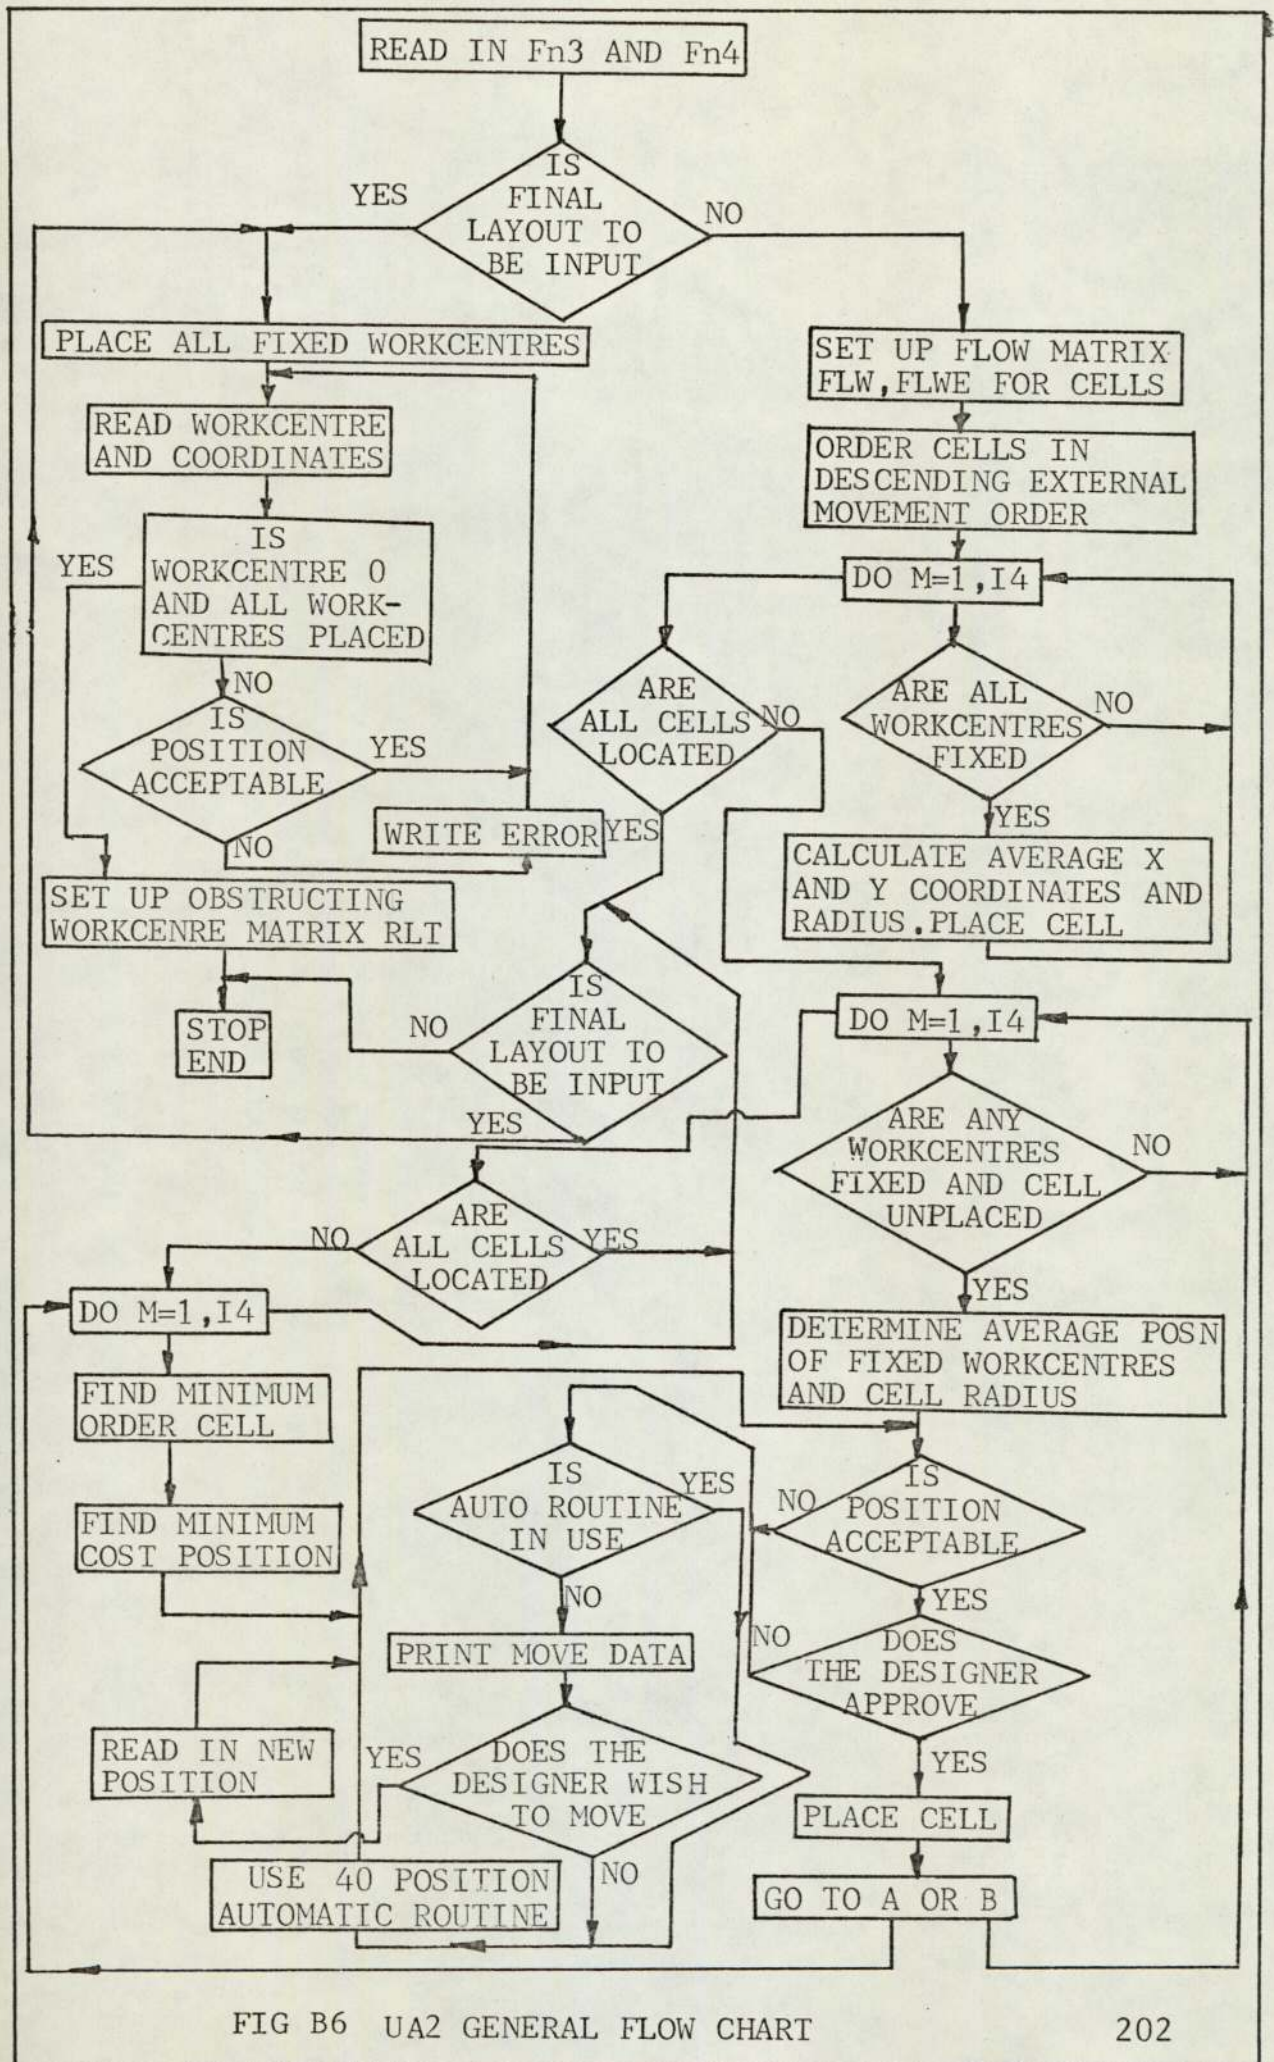 READ IN Fn3 AND Fn4
IS
FINAL
LAYOUT TO
BE INPUT
YES
NO
PLACE ALL FIXED WORKCENTRES
READ WORKCENTRE
AND COORDINATES
IS
WORKCENTRE 0
AND ALL WORK-
CENTRES PLACED
YES
NO
IS
POSITION
ACCEPTABLE
YES
NO
WRITE ERROR
SET UP OBSTRUCTING
WORKCENRE MATRIX RLT
STOP
END
SET UP FLOW MATRIX
FLW,FLWE FOR CELLS
ORDER CELLS IN
DESCENDING EXTERNAL
MOVEMENT ORDER
DO M=1,I4
ARE ALL
WORKCENTRES
FIXED
NO
YES
CALCULATE AVERAGE X
AND Y COORDINATES AND
RADIUS.PLACE CELL
ARE
ALL CELLS
LOCATED
NO
YES
IS
FINAL
LAYOUT TO
BE INPUT
NO
YES
DO M=1,I4
ARE ANY
WORKCENTRES
FIXED AND CELL
UNPLACED
NO
YES
DETERMINE AVERAGE POSN
OF FIXED WORKCENTRES
AND CELL RADIUS
ARE
ALL CELLS
LOCATED
NO
YES
DO M=1,I4
FIND MINIMUM
ORDER CELL
FIND MINIMUM
COST POSITION
IS
POSITION
ACCEPTABLE
NO
YES
DOES
THE DESIGNER
APPROVE
NO
YES
PLACE CELL
GO TO A OR B
IS
AUTO ROUTINE
IN USE
YES
NO
PRINT MOVE DATA
DOES THE
DESIGNER WISH
TO MOVE
YES
NO
READ IN NEW
POSITION
USE 40 POSITION
AUTOMATIC ROUTINE
FIG B6 UA2 GENERAL FLOW CHART
202